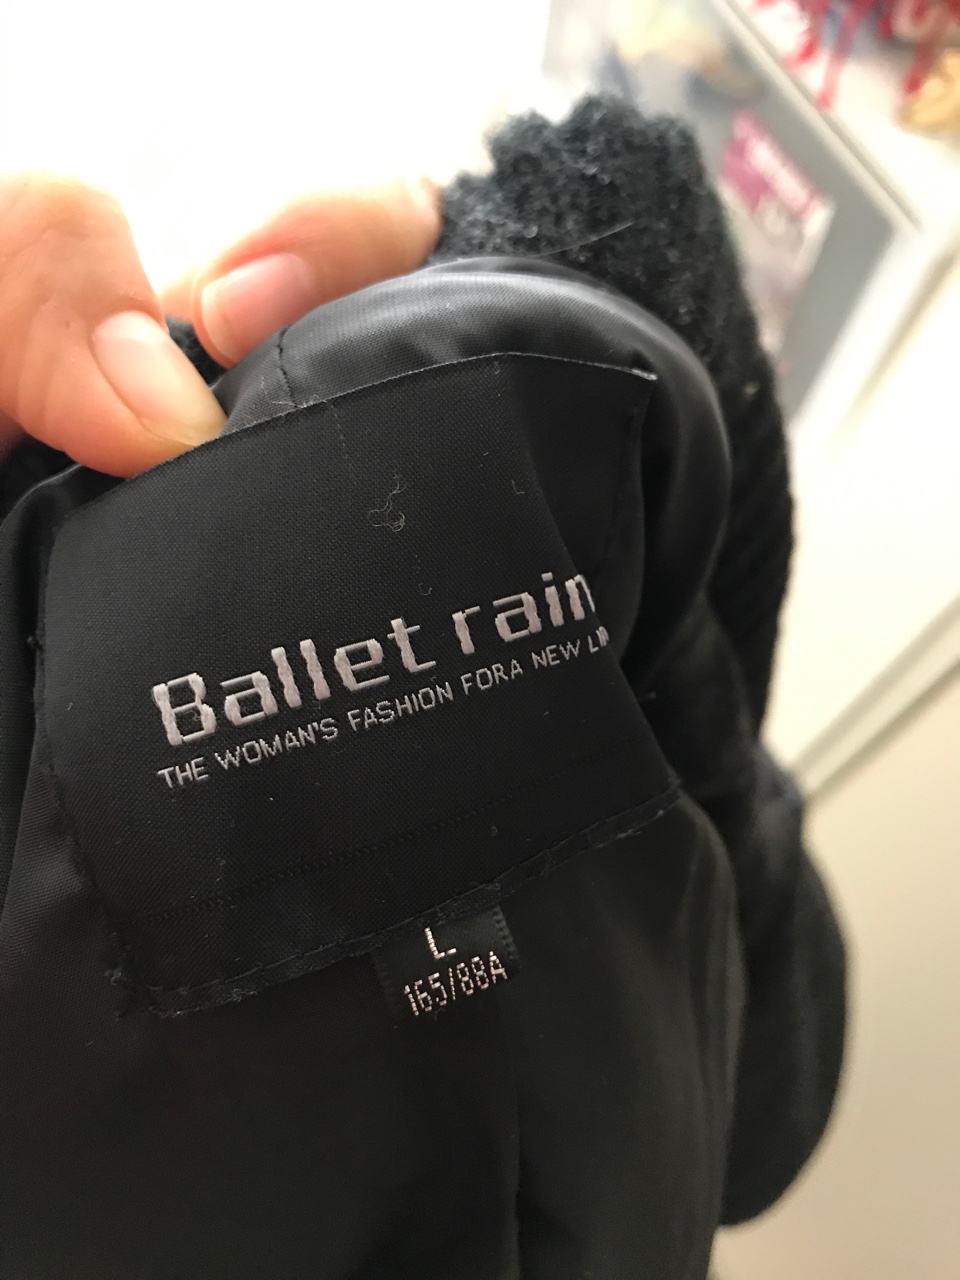 Ballet rain
THE WOMAN'S FASHION FORA NEW
L
165/88A